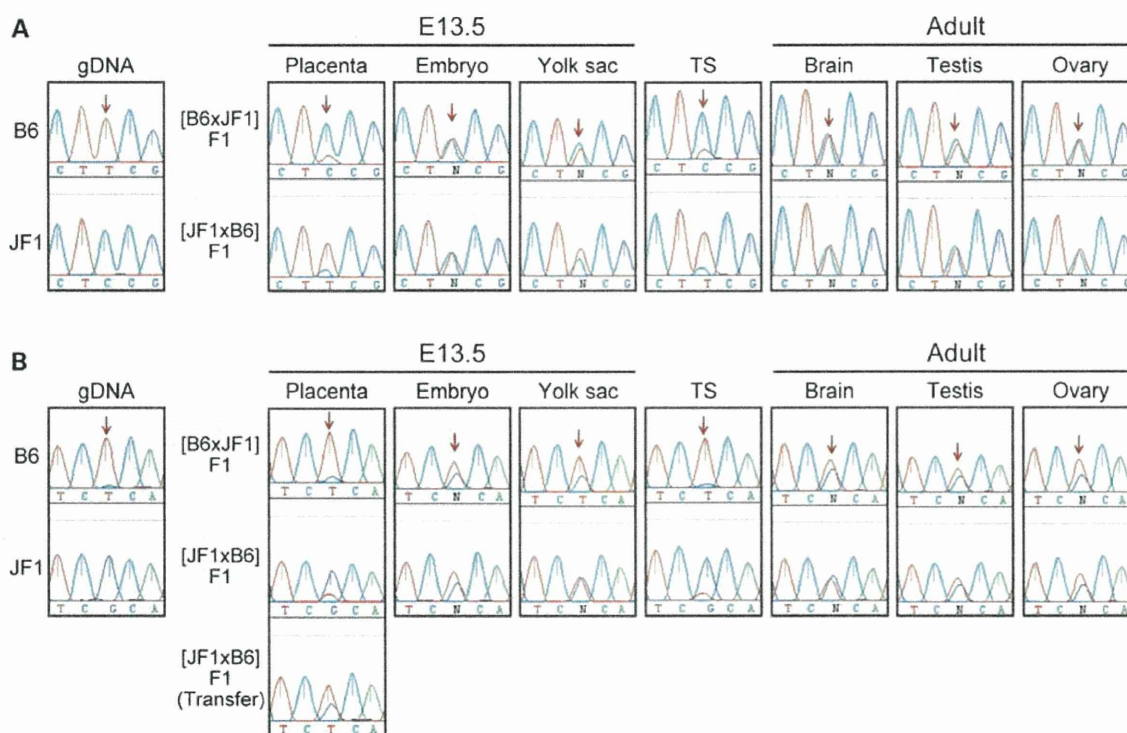 A
E13.5 Adult
gDNA Placenta Embryo Yolk sac TS Brain Testis Ovary
B6 [B6xJF1] F1
C T T C G C T C C G C T N C G C T N C G C T C C G C T N C G C T N C G C T N C G
JF1 [JF1xB6] F1
C T C C G C T T C G C T N C G C T N C G C T T C G C T N C G C T N C G C T N C G
B
E13.5 Adult
gDNA Placenta Embryo Yolk sac TS Brain Testis Ovary
B6 [B6xJF1] F1
T C T C A T C T C A T C N C A T C T C A T C T C A T C N C A T C N C A T C N C A
JF1 [JF1xB6] F1
T C G C A T C G C A T C N C A T C N C A T C G C A T C N C A T C N C A T C N C A
[JF1xB6]
F1
(Transfer)
T C T C A